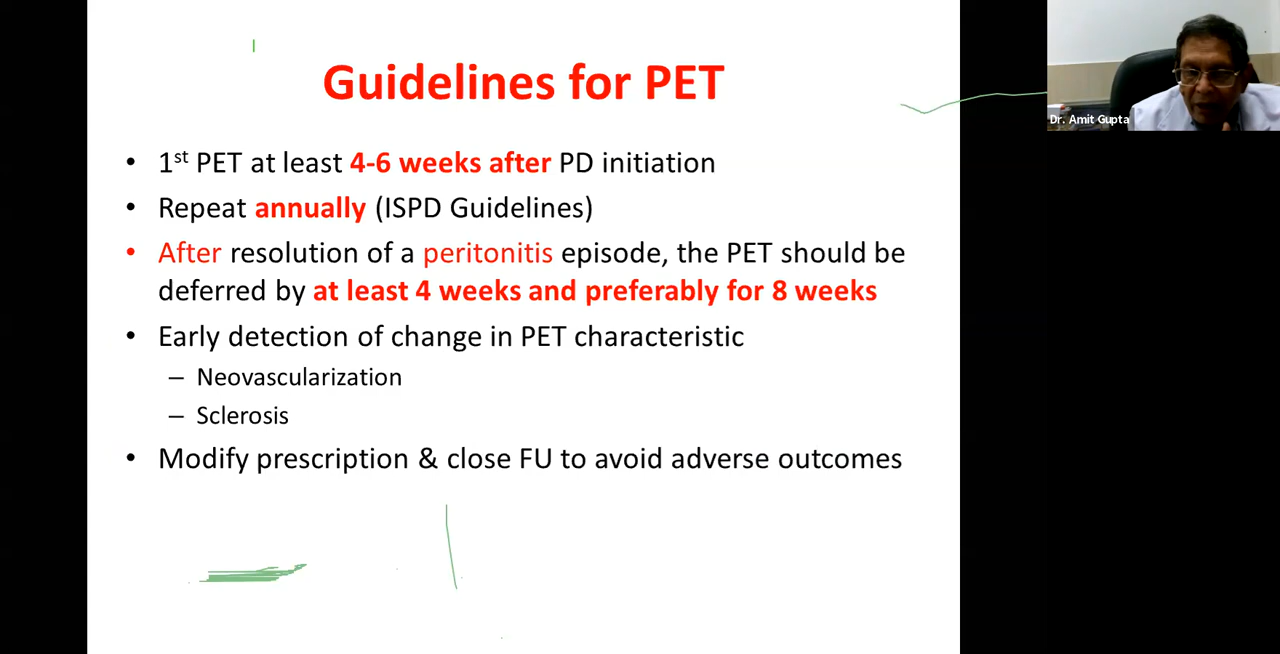 Guidelines for PET
Dr. Amit Gupta
• 1st PET at least 4-6 weeks after PD initiation
• Repeat annually (ISPD Guidelines)
• After resolution of a peritonitis episode, the PET should be
deferred by at least 4 weeks and preferably for 8 weeks
• Early detection of change in PET characteristic
– Neovascularization
– Sclerosis
• Modify prescription & close FU to avoid adverse outcomes